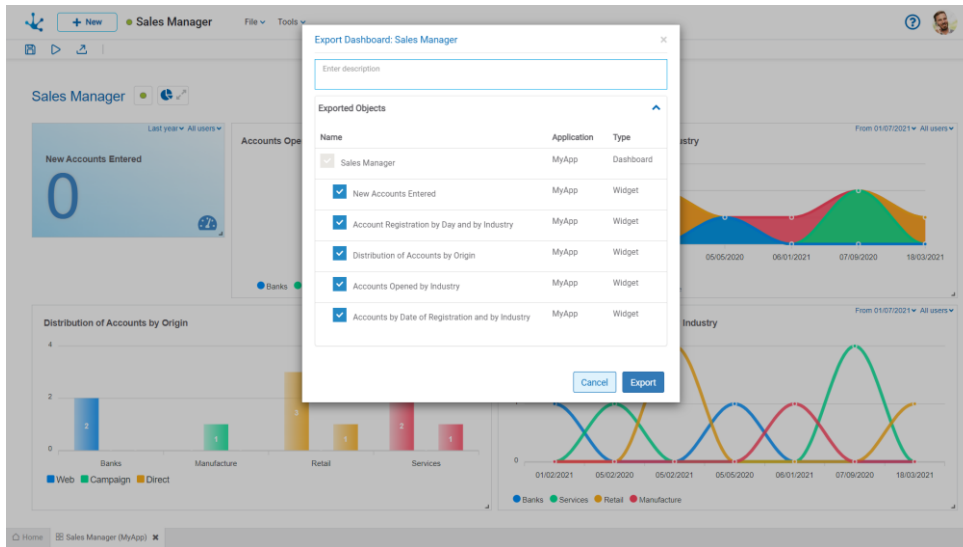 + New
Sales Manager
File
Tools
?
Export Dashboard: Sales Manager
×
Enter description
Exported Objects
Name Application Type
Sales Manager MyApp Dashboard
New Accounts Entered MyApp Widget
Account Registration by Day and by Industry MyApp Widget
Distribution of Accounts by Origin MyApp Widget
Accounts Opened by Industry MyApp Widget
Accounts by Date of Registration and by Industry MyApp Widget
Cancel Export
Sales Manager
Last year All users
New Accounts Entered
0
Accounts Ope
Banks
From 01/07/2021 All users
ustry
05/05/2020 06/01/2021 07/09/2020 18/03/2021
Distribution of Accounts by Origin
4
2
0
2
1
3
1
2
1
Banks Manufacture Retail Services
Web Campaign Direct
From 01/07/2021 All users
Industry
0
01/02/2021 05/02/2020 05/02/2021 05/05/2020 06/01/2021 07/09/2020 18/03/2021
Banks Services Retail Manufacture
Home
Sales Manager (MyApp) ×